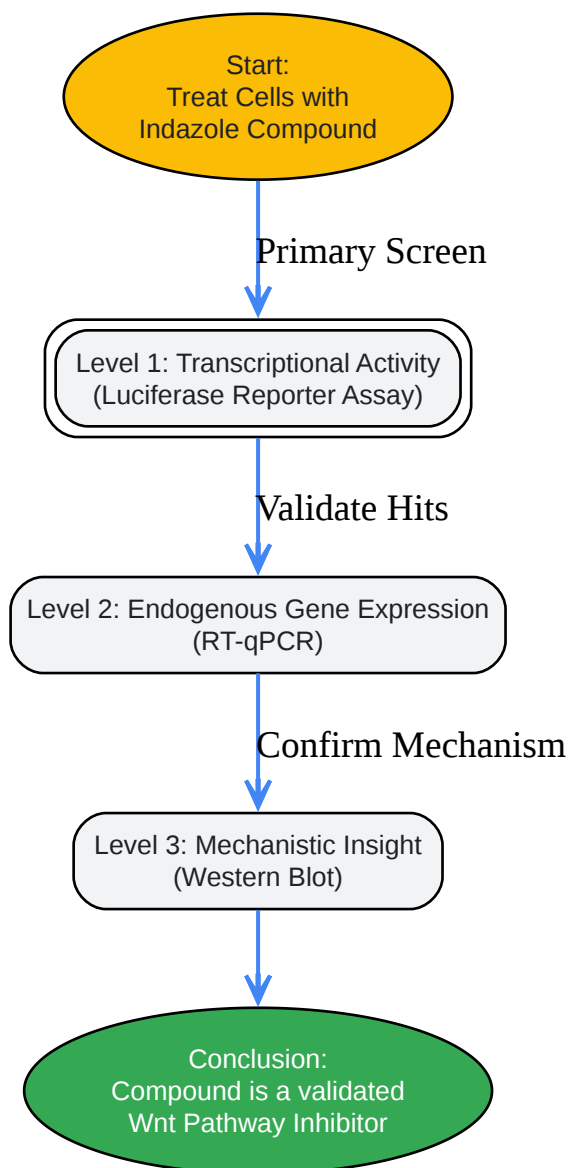 Start:
Treat Cells with
Indazole Compound
Primary Screen
Level 1: Transcriptional Activity
(Luciferase Reporter Assay)
Validate Hits
Level 2: Endogenous Gene Expression
(RT-qPCR)
Confirm Mechanism
Level 3: Mechanistic Insight
(Western Blot)
Conclusion:
Compound is a validated
Wnt Pathway Inhibitor